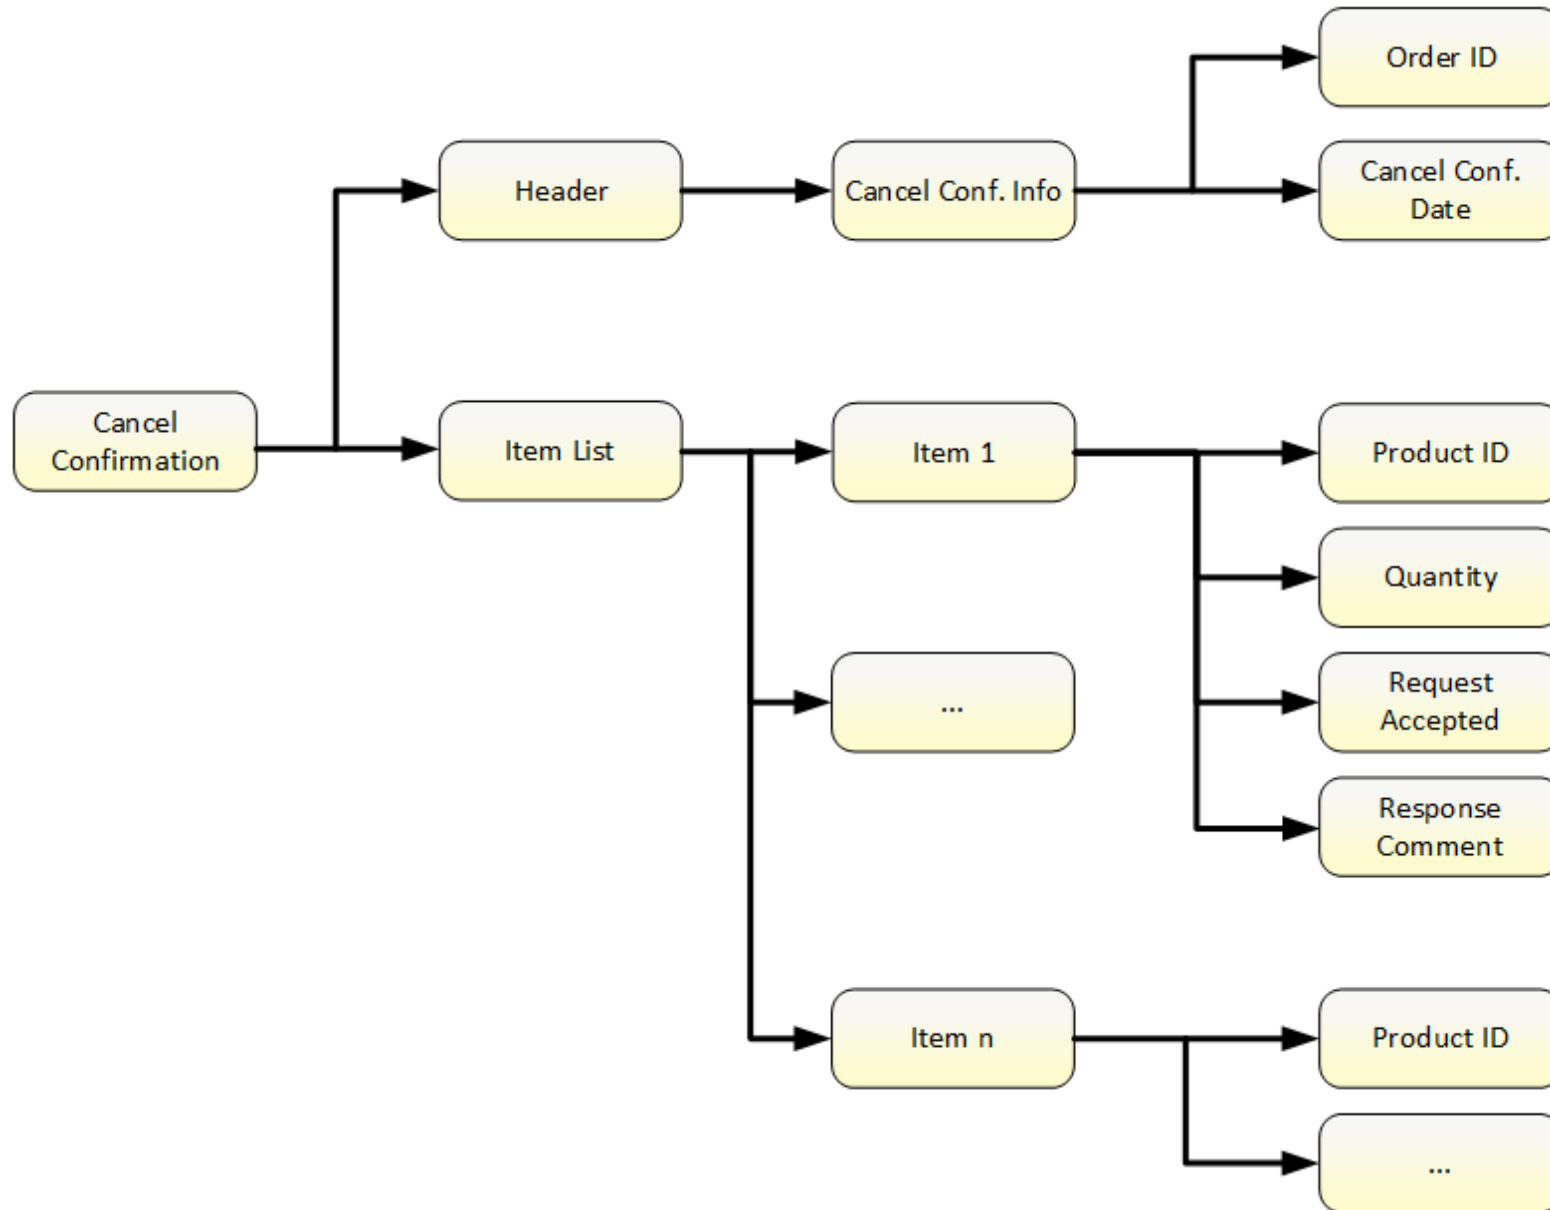 Order ID
Header
Cancel Conf. Info
Cancel Conf.
Date
Cancel
Confirmation
Item List
Item 1
Product ID
Quantity
...
Request
Accepted
Response
Comment
Item n
Product ID
...